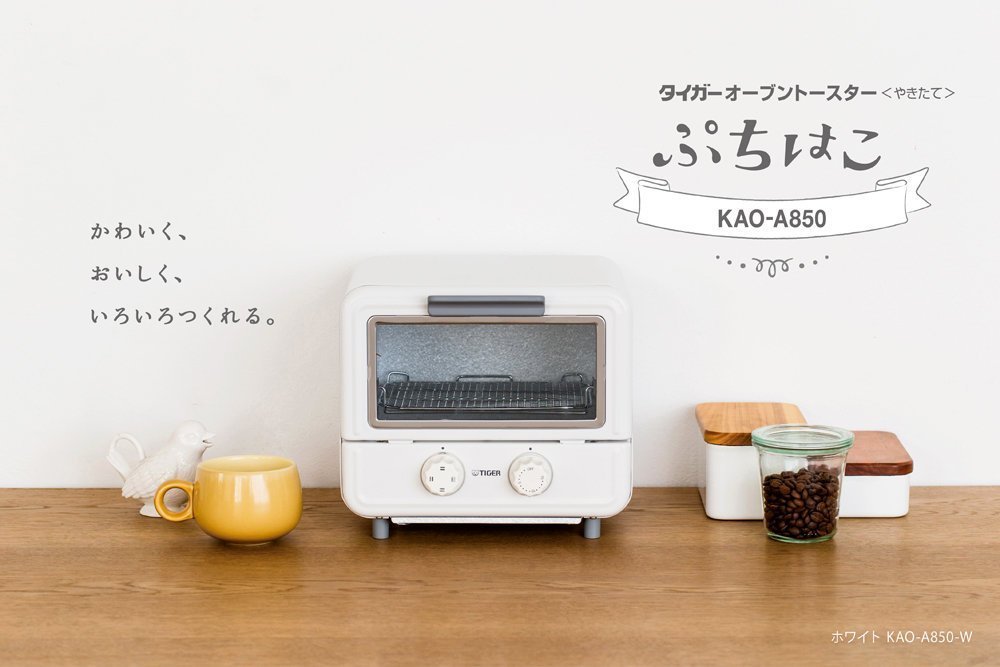 タイガーオーブントースター＜やきたて＞
ぷちはこ
KAO-A850
かわいく、
おいしく、
いろいろつくれる。
TIGER
OFF
ホワイト KAO-A850-W